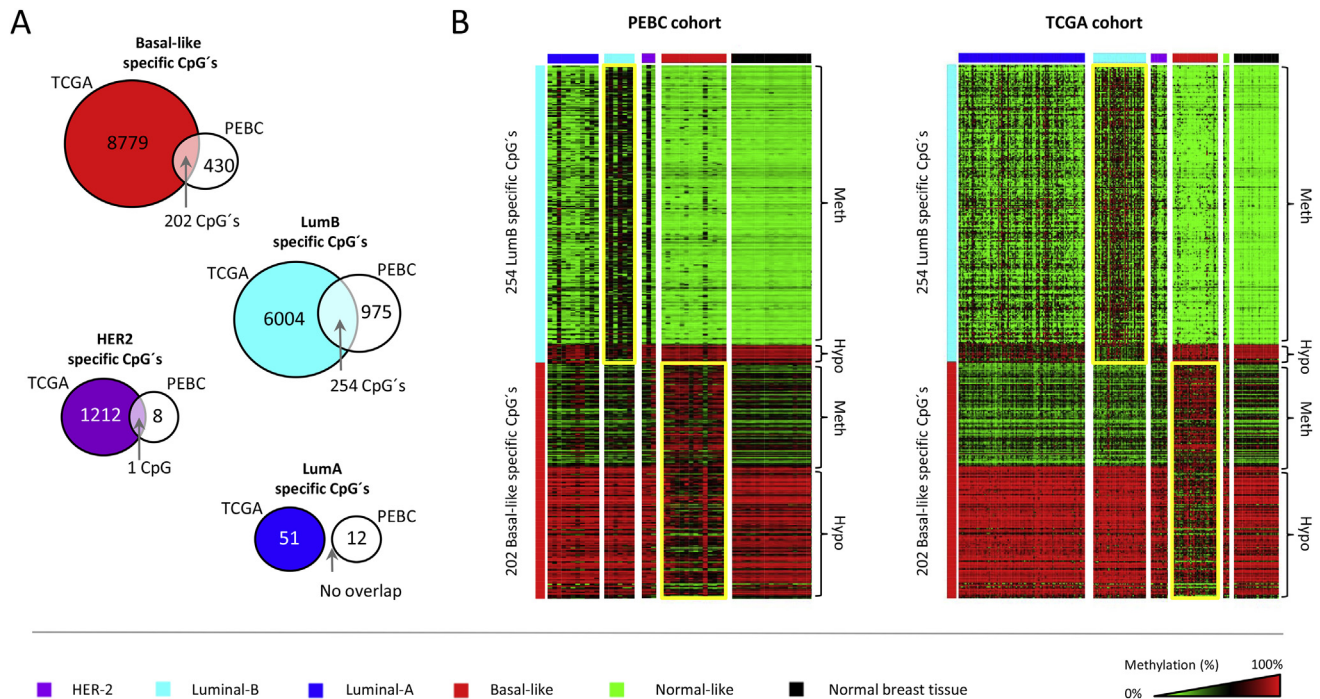 A
Basal-like
specific CpG´s
TCGA
PEBC
8779
430
202 CpG´s
LumB
specific CpG´s
TCGA
PEBC
6004
975
254 CpG´s
HER2
specific CpG´s
TCGA
PEBC
1212
8
1 CpG
LumA
specific CpG´s
TCGA
PEBC
51
12
No overlap
B
PEBC cohort
254 LumB specific CpG´s
202 Basal-like specific CpG´s
Meth
Hypo
Meth
Hypo
TCGA cohort
254 LumB specific CpG´s
202 Basal-like specific CpG´s
Meth
Hypo
Meth
Hypo
HER-2
Luminal-B
Luminal-A
Basal-like
Normal-like
Normal breast tissue
Methylation (%)
100%
0%